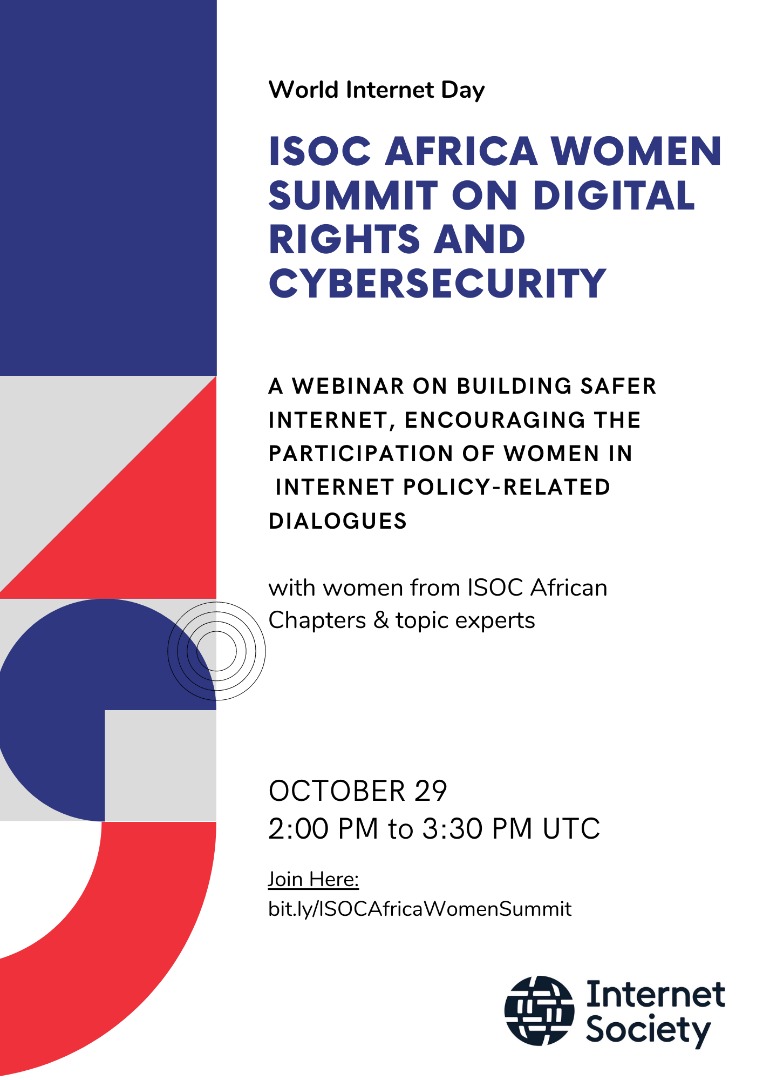 World Internet Day
ISOC AFRICA WOMEN
SUMMIT ON DIGITAL
RIGHTS AND
CYBERSECURITY
A WEBINAR ON BUILDING SAFER
INTERNET, ENCOURAGING THE
PARTICIPATION OF WOMEN IN
INTERNET POLICY-RELATED
DIALOGUES
with women from ISOC African
Chapters & topic experts
OCTOBER 29
2:00 PM to 3:30 PM UTC
Join Here:
bit.ly/ISOCAfricaWomenSummit
Internet
Society